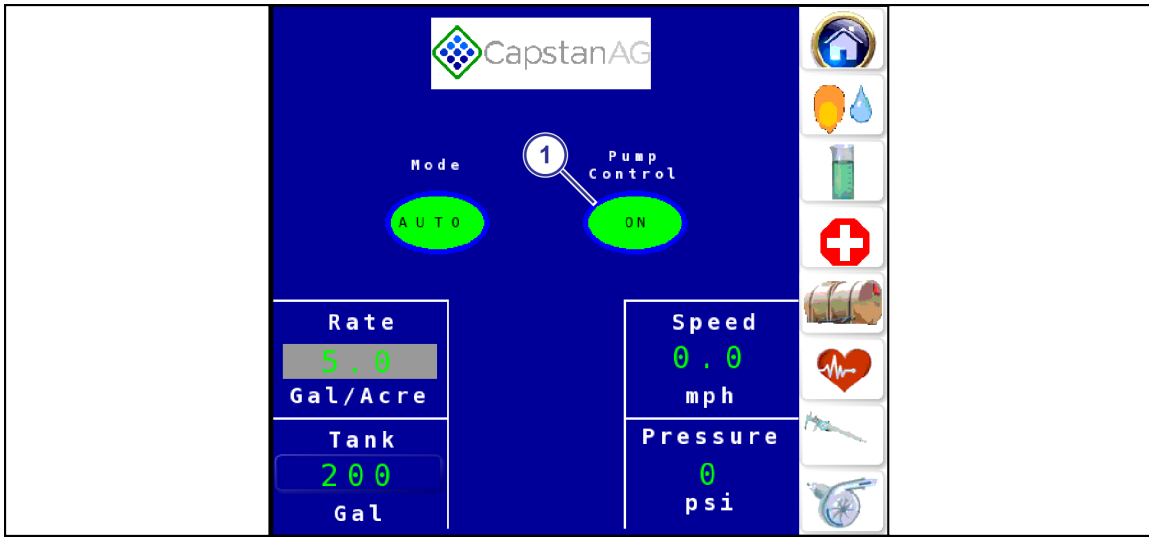 CapstanAG
Mode
1
Pump
Control
AUTO
ON
Rate
5.0
Gal/Acre
Speed
0.0
mph
Tank
200
Gal
Pressure
0
psi